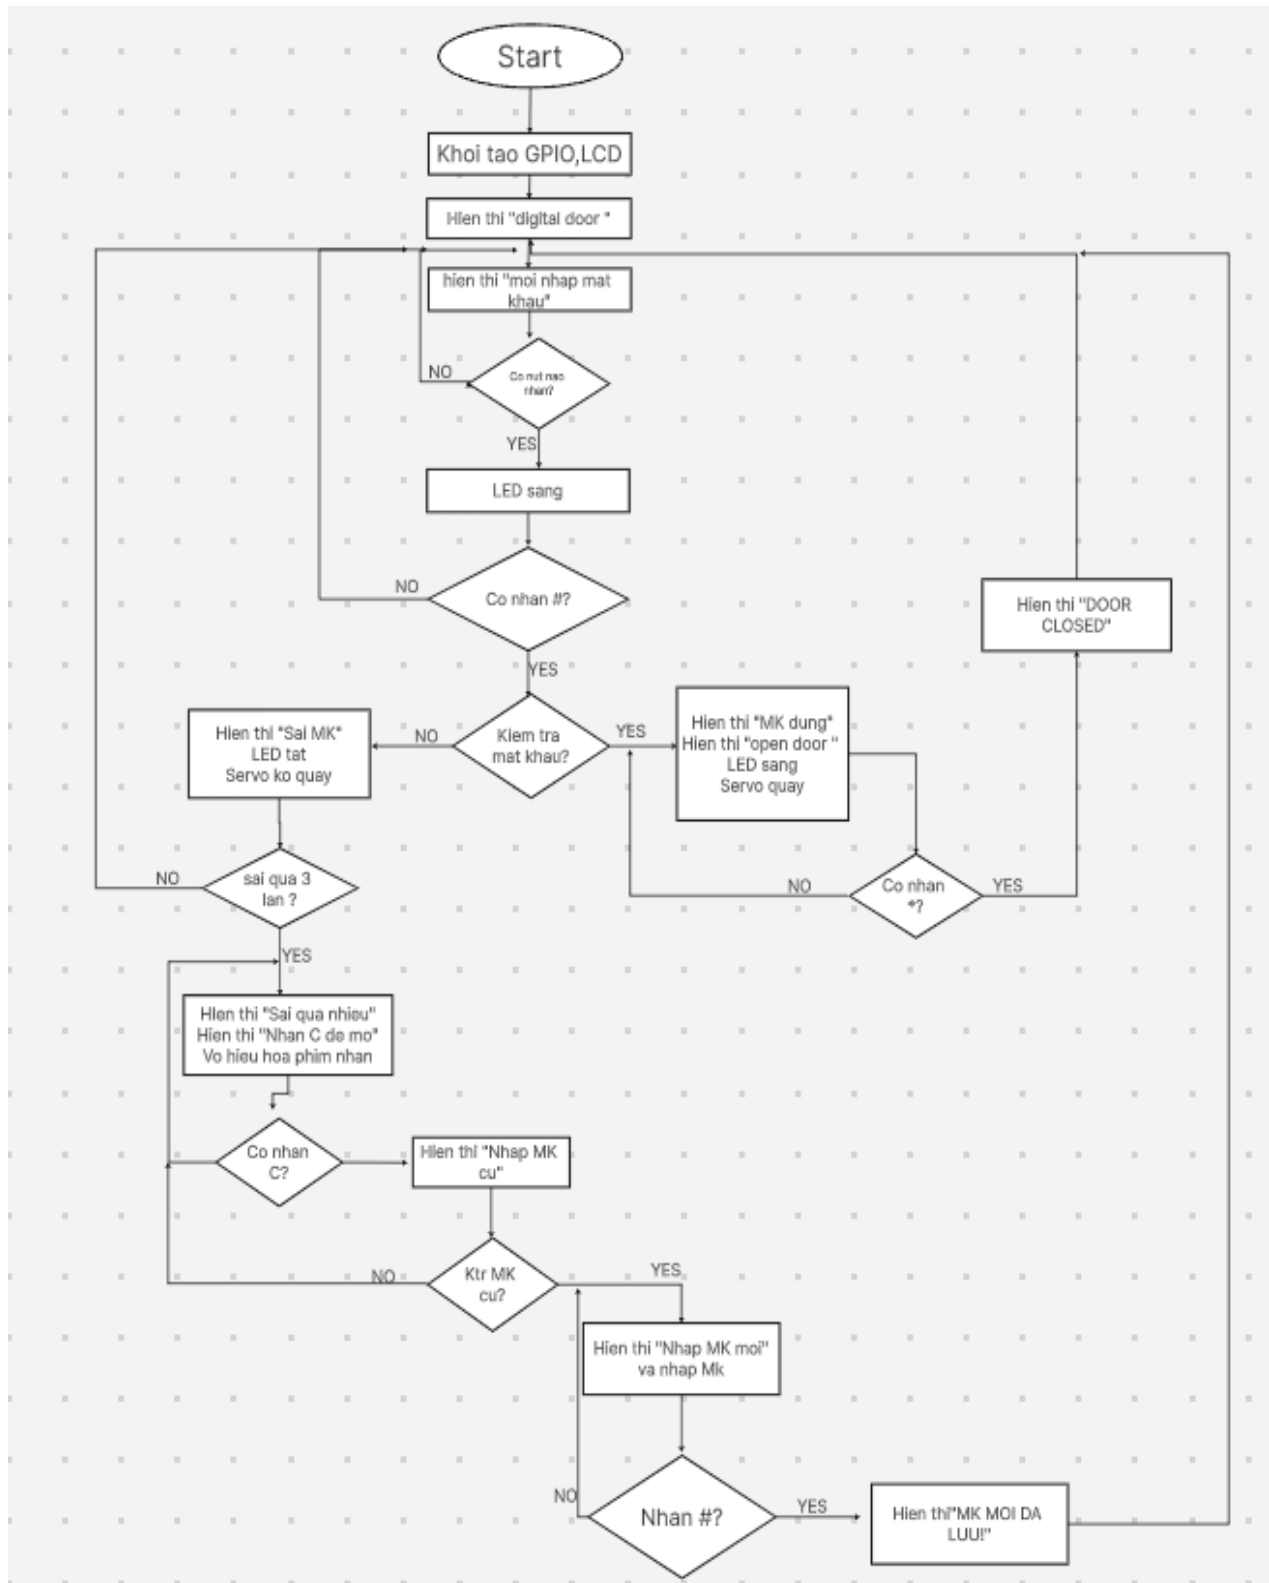 Start
Khoi tao GPIO,LCD
Hien thi "digital door "
hien thi "moi nhap mat
khau"
Co nut nao
nhan?
NO
YES
LED sang
Co nhan #?
NO
YES
Hien thi "DOOR
CLOSED"
Kiem tra
mat khau?
NO
YES
Hien thi "Sai MK"
LED tat
Servo ko quay
Hien thi "MK dung"
Hien thi "open door "
LED sang
Servo quay
sai qua 3
lan ?
NO
YES
Co nhan
*?
NO
YES
Hien thi "Sai qua nhieu"
Hien thi "Nhan C de mo"
Vo hieu hoa phim nhan
Co nhan
C?
Hien thi "Nhap MK
cu"
Ktr MK
cu?
NO
YES
Hien thi "Nhap MK moi"
va nhap Mk
Nhan #?
NO
YES
Hien thi"MK MOI DA
LUU!"